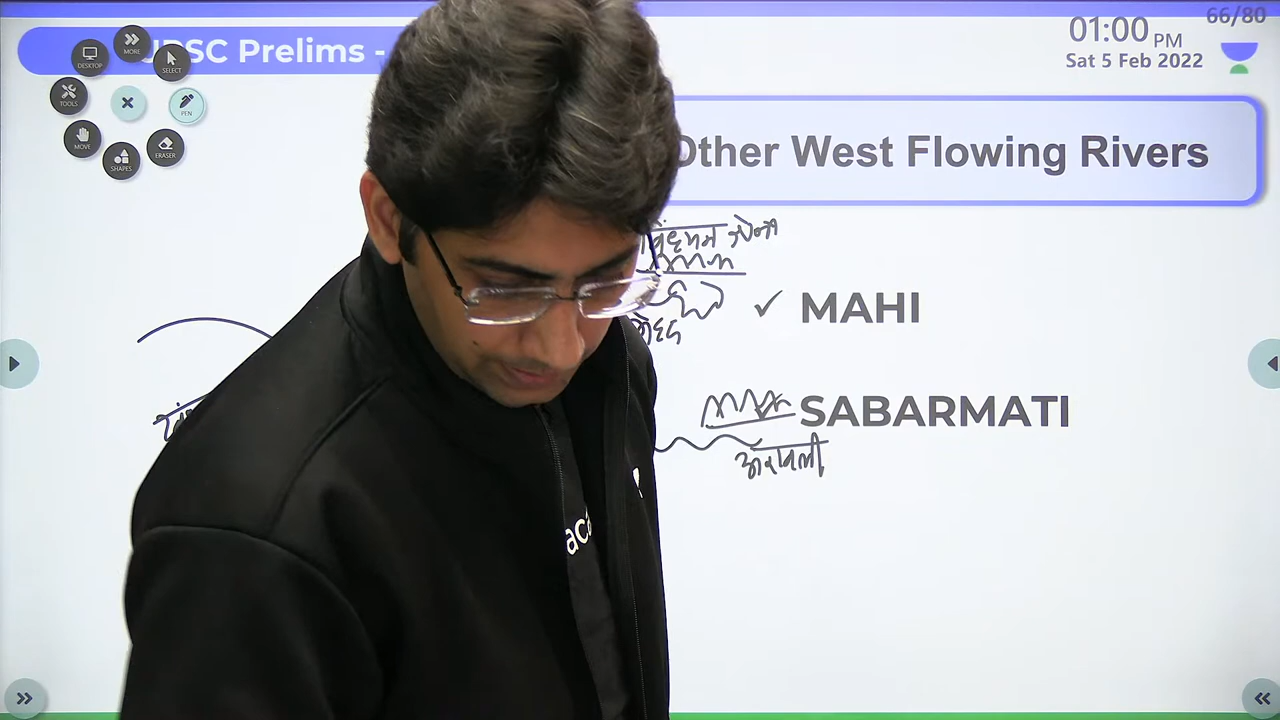 66/80
01:00 PM
UPSC Prelims -
Sat 5 Feb 2022
MORE
DESKTOP
SELECT
TOOLS
PEN
MOVE
ERASER
SHAPES
Other West Flowing Rivers
MAHI
SABARMATI
अरावली
aca